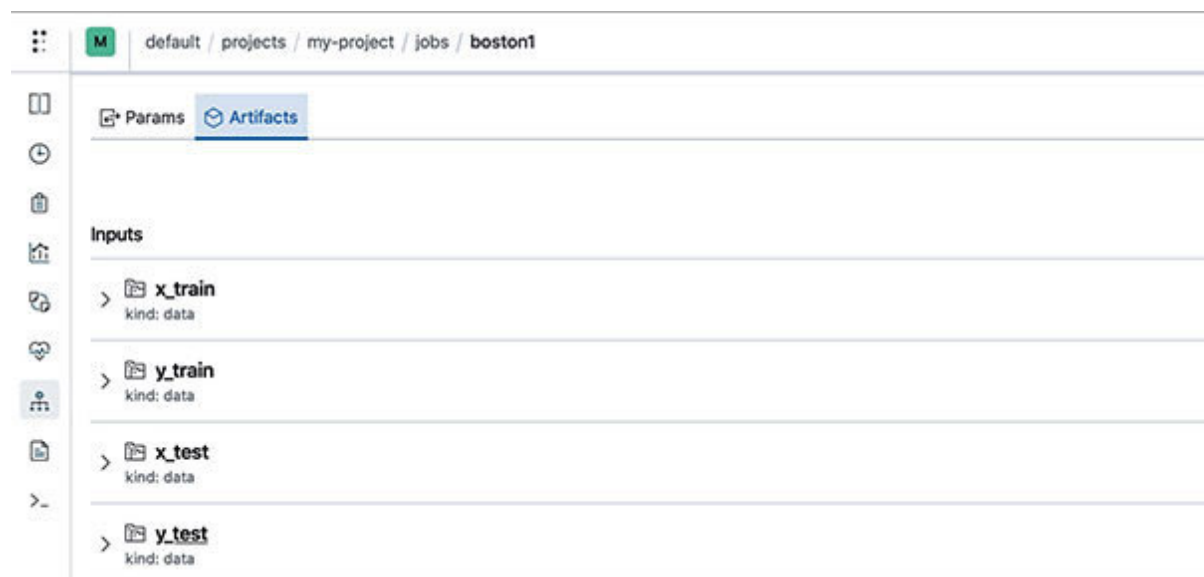 M default / projects / my-project / jobs / boston1
Params Artifacts
Inputs
x_train
kind: data
y_train
kind: data
x_test
kind: data
y_test
kind: data